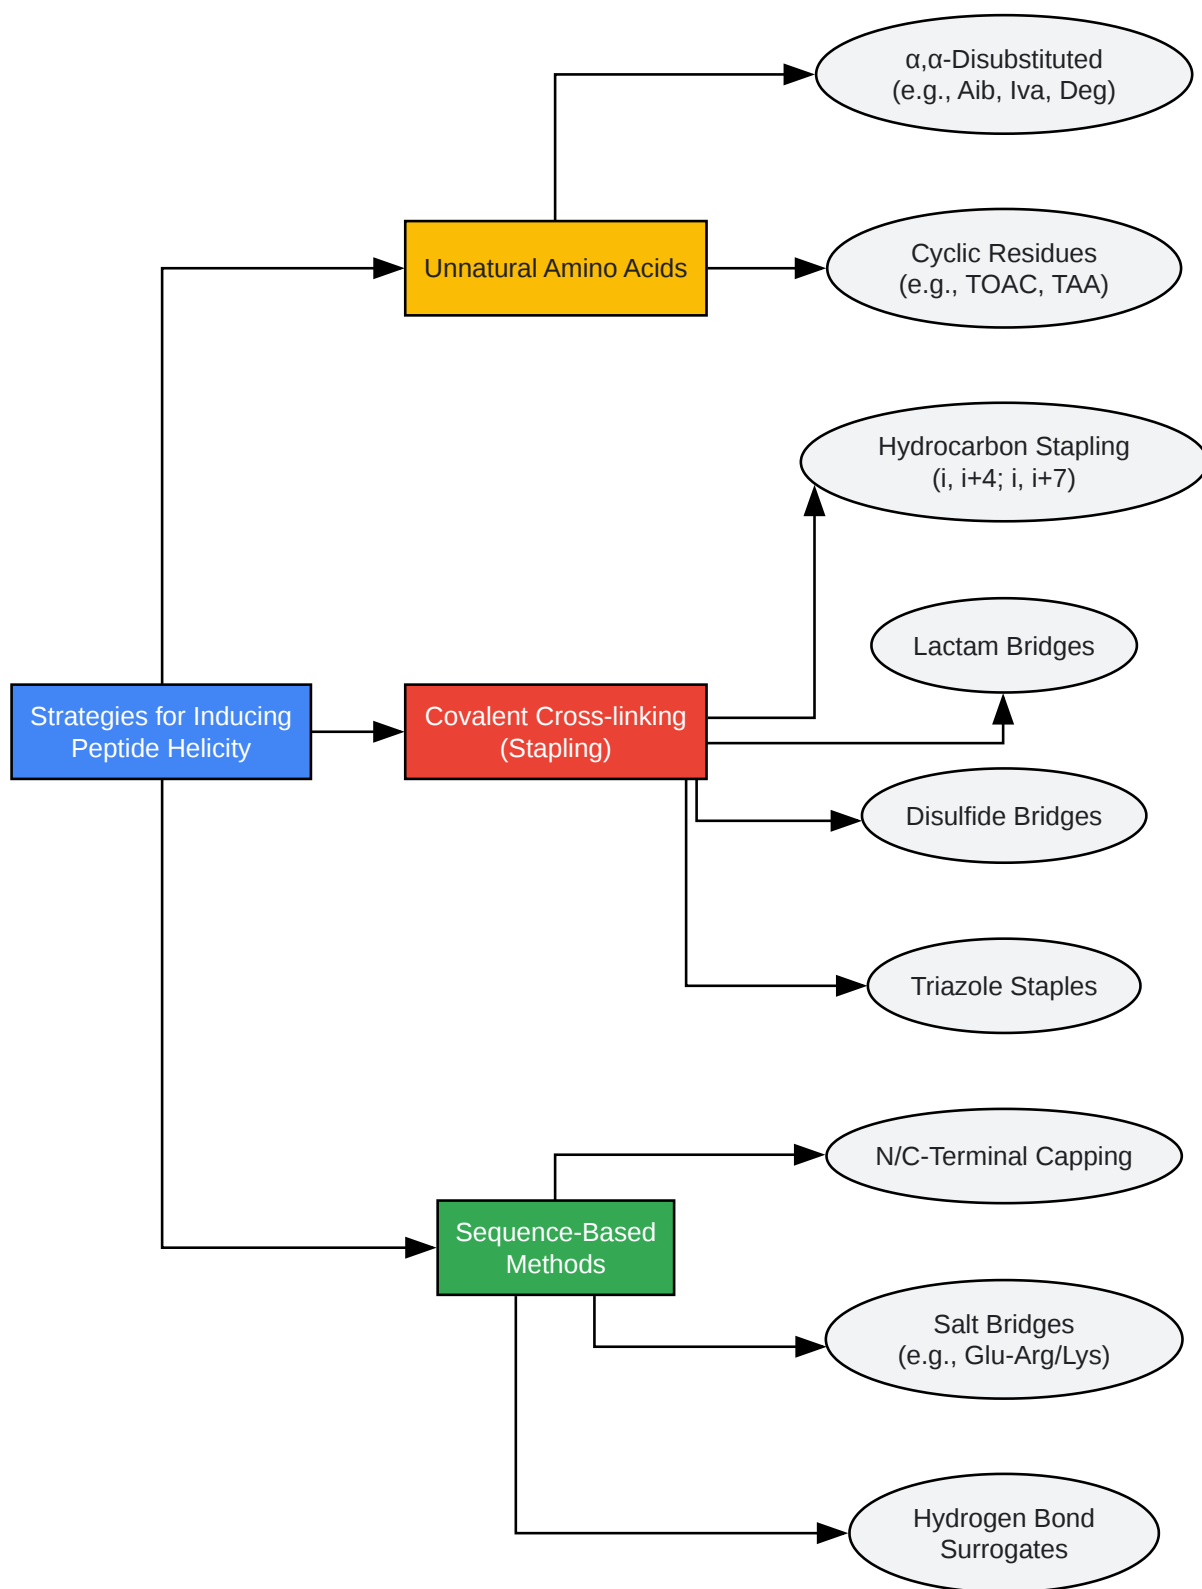 α,α-Disubstituted
(e.g., Aib, Iva, Deg)
Unnatural Amino Acids
Cyclic Residues
(e.g., TOAC, TAA)
Hydrocarbon Stapling
(i, i+4; i, i+7)
Lactam Bridges
Strategies for Inducing
Peptide Helicity
Covalent Cross-linking
(Stapling)
Disulfide Bridges
Triazole Staples
N/C-Terminal Capping
Sequence-Based
Methods
Salt Bridges
(e.g., Glu-Arg/Lys)
Hydrogen Bond
Surrogates